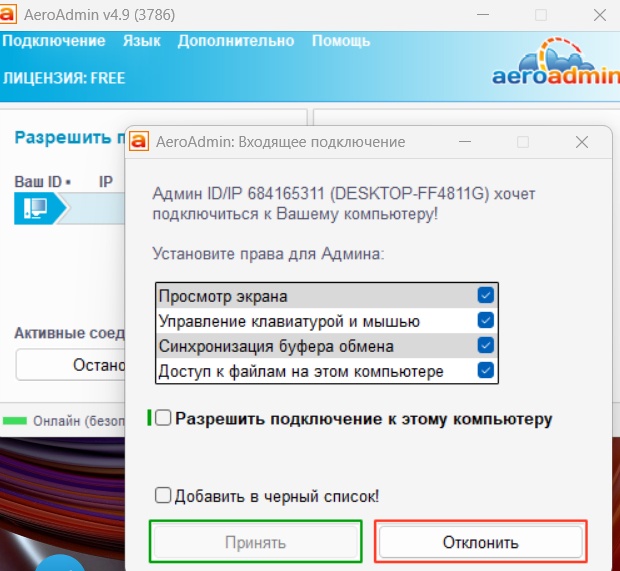 AeroAdmin v4.9 (3786)
Подключение Язык Дополнительно Помощь
ЛИЦЕНЗИЯ: FREE
aeroadmin
Разрешить п
AeroAdmin: Входящее подключение
Ваш ID IP
Админ ID/IP 684165311 (DESKTOP-FF4811G) хочет
подключиться к Вашему компьютеру!
Установите права для Админа:
Просмотр экрана
Управление клавиатурой и мышью
Синхронизация буфера обмена
Доступ к файлам на этом компьютере
Активные соед
Остано
Разрешить подключение к этому компьютеру
Онлайн (безоп
Добавить в черный список!
Принять
Отклонить